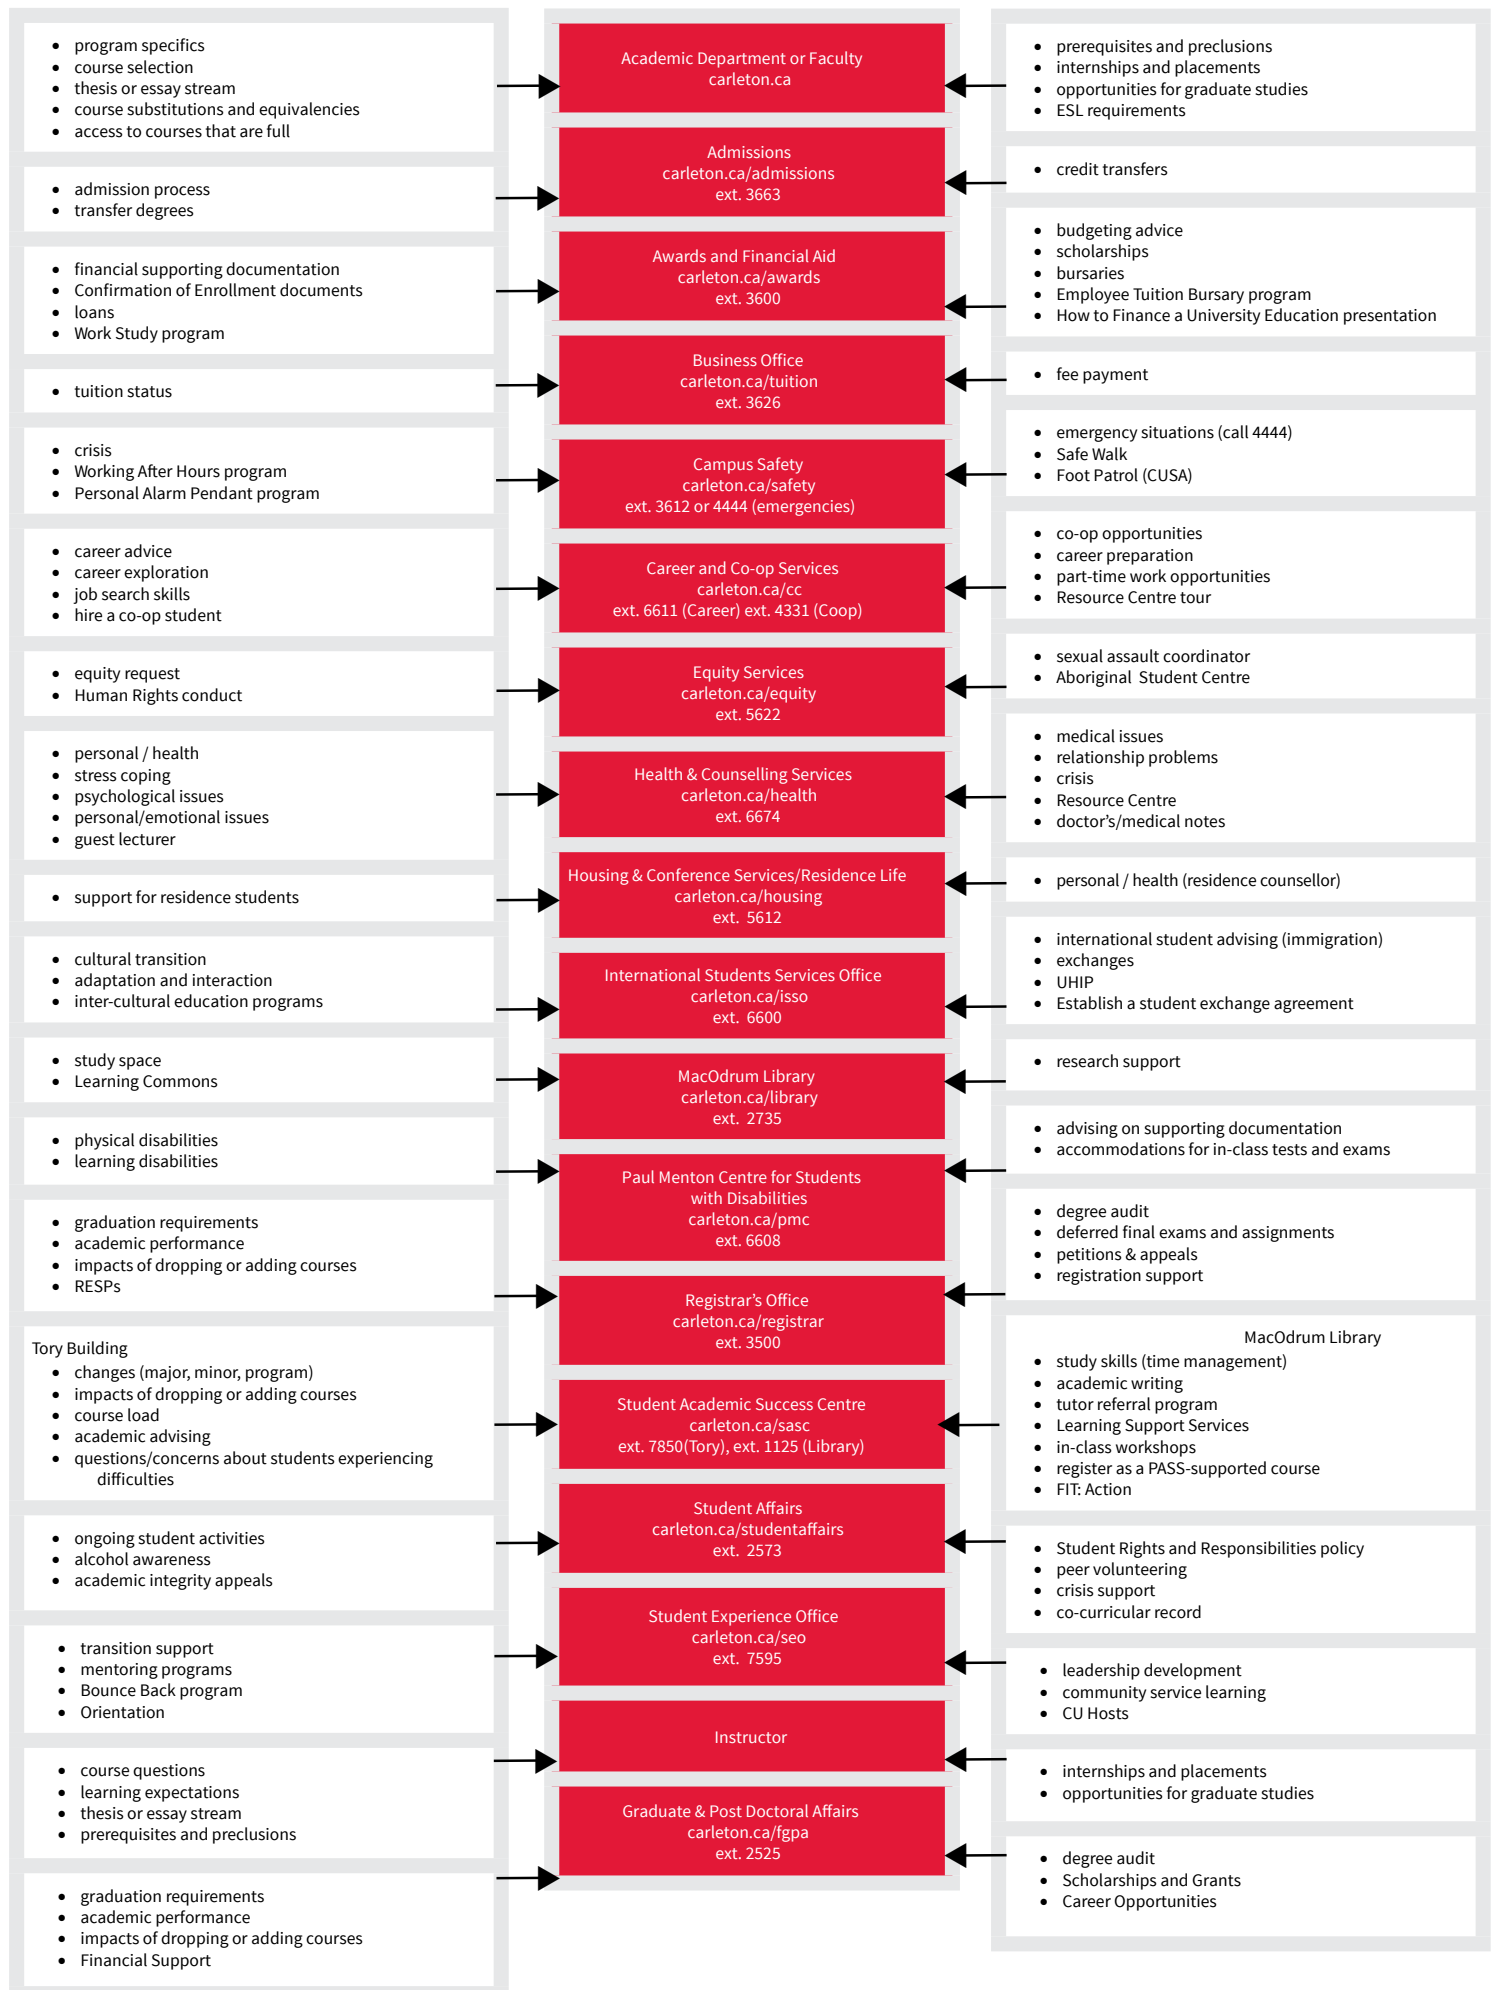 program specifics
course selection
thesis or essay stream
course substitutions and equivalencies
access to courses that are full
admission process
transfer degrees
financial supporting documentation
Confirmation of Enrollment documents
loans
Work Study program
tuition status
crisis
Working After Hours program
Personal Alarm Pendant program
career advice
career exploration
job search skills
hire a co-op student
equity request
Human Rights conduct
personal / health
stress coping
psychological issues
personal/emotional issues
guest lecturer
support for residence students
cultural transition
adaptation and interaction
inter-cultural education programs
study space
Learning Commons
physical disabilities
learning disabilities
graduation requirements
academic performance
impacts of dropping or adding courses
RESPs
Tory Building
changes (major, minor, program)
impacts of dropping or adding courses
course load
academic advising
questions/concerns about students experiencing
difficulties
ongoing student activities
alcohol awareness
academic integrity appeals
transition support
mentoring programs
Bounce Back program
Orientation
course questions
learning expectations
thesis or essay stream
prerequisites and preclusions
graduation requirements
academic performance
impacts of dropping or adding courses
Financial Support
Academic Department or Faculty
carleton.ca
Admissions
carleton.ca/admissions
ext. 3663
Awards and Financial Aid
carleton.ca/awards
ext. 3600
Business Office
carleton.ca/tuition
ext. 3626
Campus Safety
carleton.ca/safety
ext. 3612 or 4444 (emergencies)
Career and Co-op Services
carleton.ca/cc
ext. 6611 (Career) ext. 4331 (Coop)
Equity Services
carleton.ca/equity
ext. 5622
Health & Counselling Services
carleton.ca/health
ext. 6674
Housing & Conference Services/Residence Life
carleton.ca/housing
ext. 5612
International Students Services Office
carleton.ca/isso
ext. 6600
MacOdrum Library
carleton.ca/library
ext. 2735
Paul Menton Centre for Students
with Disabilities
carleton.ca/pmc
ext. 6608
Registrar's Office
carleton.ca/registrar
ext. 3500
Student Academic Success Centre
carleton.ca/sasc
ext. 7850(Tory), ext. 1125 (Library)
Student Affairs
carleton.ca/studentaffairs
ext. 2573
Student Experience Office
carleton.ca/seo
ext. 7595
Instructor
Graduate & Post Doctoral Affairs
carleton.ca/fgpa
ext. 2525
prerequisites and preclusions
internships and placements
opportunities for graduate studies
ESL requirements
credit transfers
budgeting advice
scholarships
bursaries
Employee Tuition Bursary program
How to Finance a University Education presentation
fee payment
emergency situations (call 4444)
Safe Walk
Foot Patrol (CUSA)
co-op opportunities
career preparation
part-time work opportunities
Resource Centre tour
sexual assault coordinator
Aboriginal Student Centre
medical issues
relationship problems
crisis
Resource Centre
doctor's/medical notes
personal / health (residence counsellor)
international student advising (immigration)
exchanges
UHIP
Establish a student exchange agreement
research support
advising on supporting documentation
accommodations for in-class tests and exams
degree audit
deferred final exams and assignments
petitions & appeals
registration support
MacOdrum Library
study skills (time management)
academic writing
tutor referral program
Learning Support Services
in-class workshops
register as a PASS-supported course
FIT: Action
Student Rights and Responsibilities policy
peer volunteering
crisis support
co-curricular record
leadership development
community service learning
CU Hosts
internships and placements
opportunities for graduate studies
degree audit
Scholarships and Grants
Career Opportunities